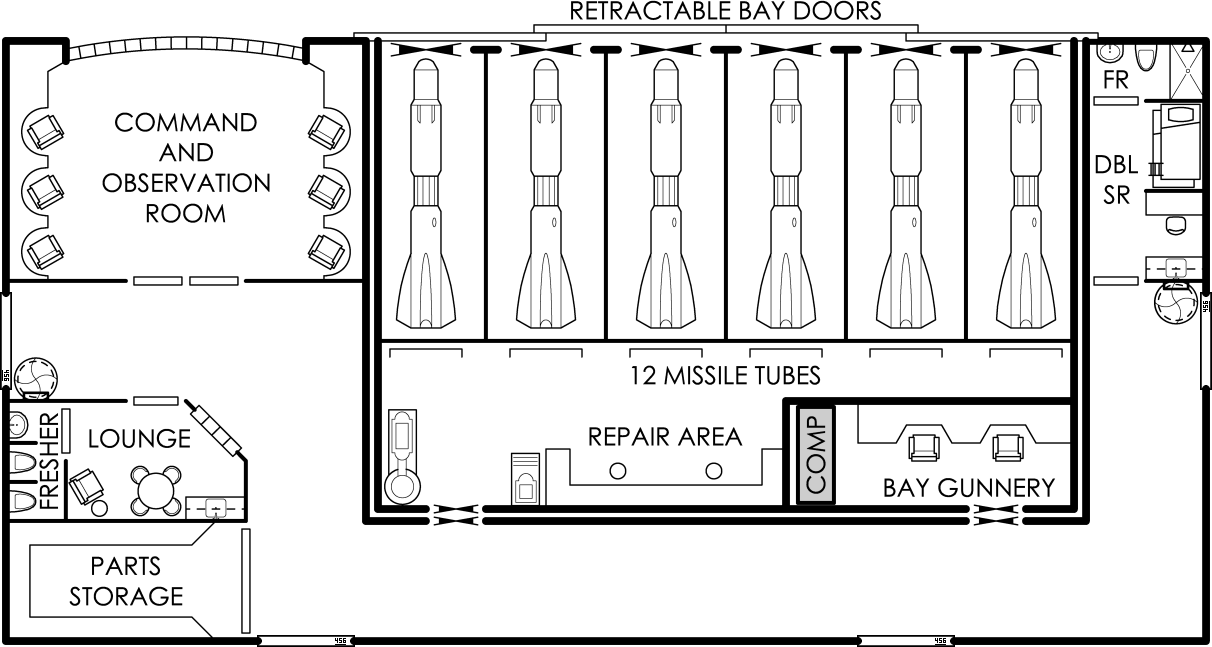 RETRACTABLE BAY DOORS
COMMAND
AND
OBSERVATION
ROOM
FR
DBL
SR
12 MISSILE TUBES
REPAIR AREA
COMP
BAY GUNNERY
LOUNGE
FRESHER
PARTS
STORAGE
456
456
456
456